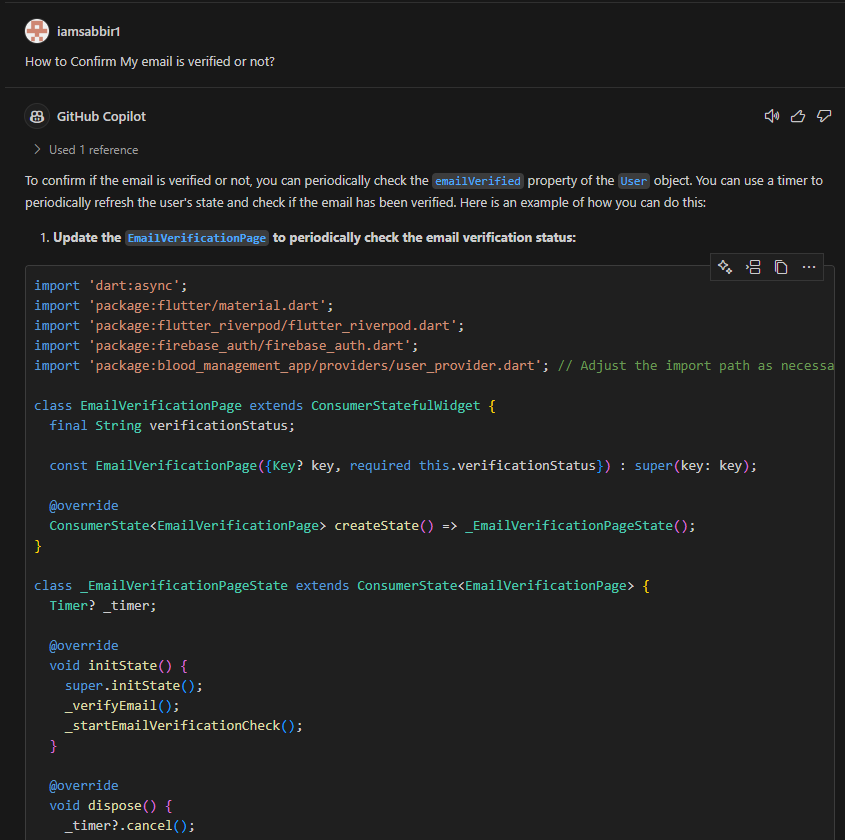 iamsabbir1
How to Confirm My email is verified or not?
GitHub Copilot
Used 1 reference
To confirm if the email is verified or not, you can periodically check the emailVerified property of the User object. You can use a timer to
periodically refresh the user's state and check if the email has been verified. Here is an example of how you can do this:
1. Update the EmailVerificationPage to periodically check the email verification status:
import 'dart:async';
import 'package:flutter/material.dart';
import 'package:flutter_riverpod/flutter_riverpod.dart';
import 'package:firebase_auth/firebase_auth.dart';
import 'package:blood_management_app/providers/user_provider.dart'; // Adjust the import path as necessa
class EmailVerificationPage extends ConsumerStatefulWidget {
final String verificationStatus;
const EmailVerificationPage({Key? key, required this.verificationStatus}) : super(key: key);
@override
ConsumerState<EmailVerificationPage> createState() => _EmailVerificationPageState();
}
class _EmailVerificationPageState extends ConsumerState<EmailVerificationPage> {
Timer? _timer;
@override
void initState() {
super.initState();
_verifyEmail();
_startEmailVerificationCheck();
}
@override
void dispose() {
_timer?.cancel();